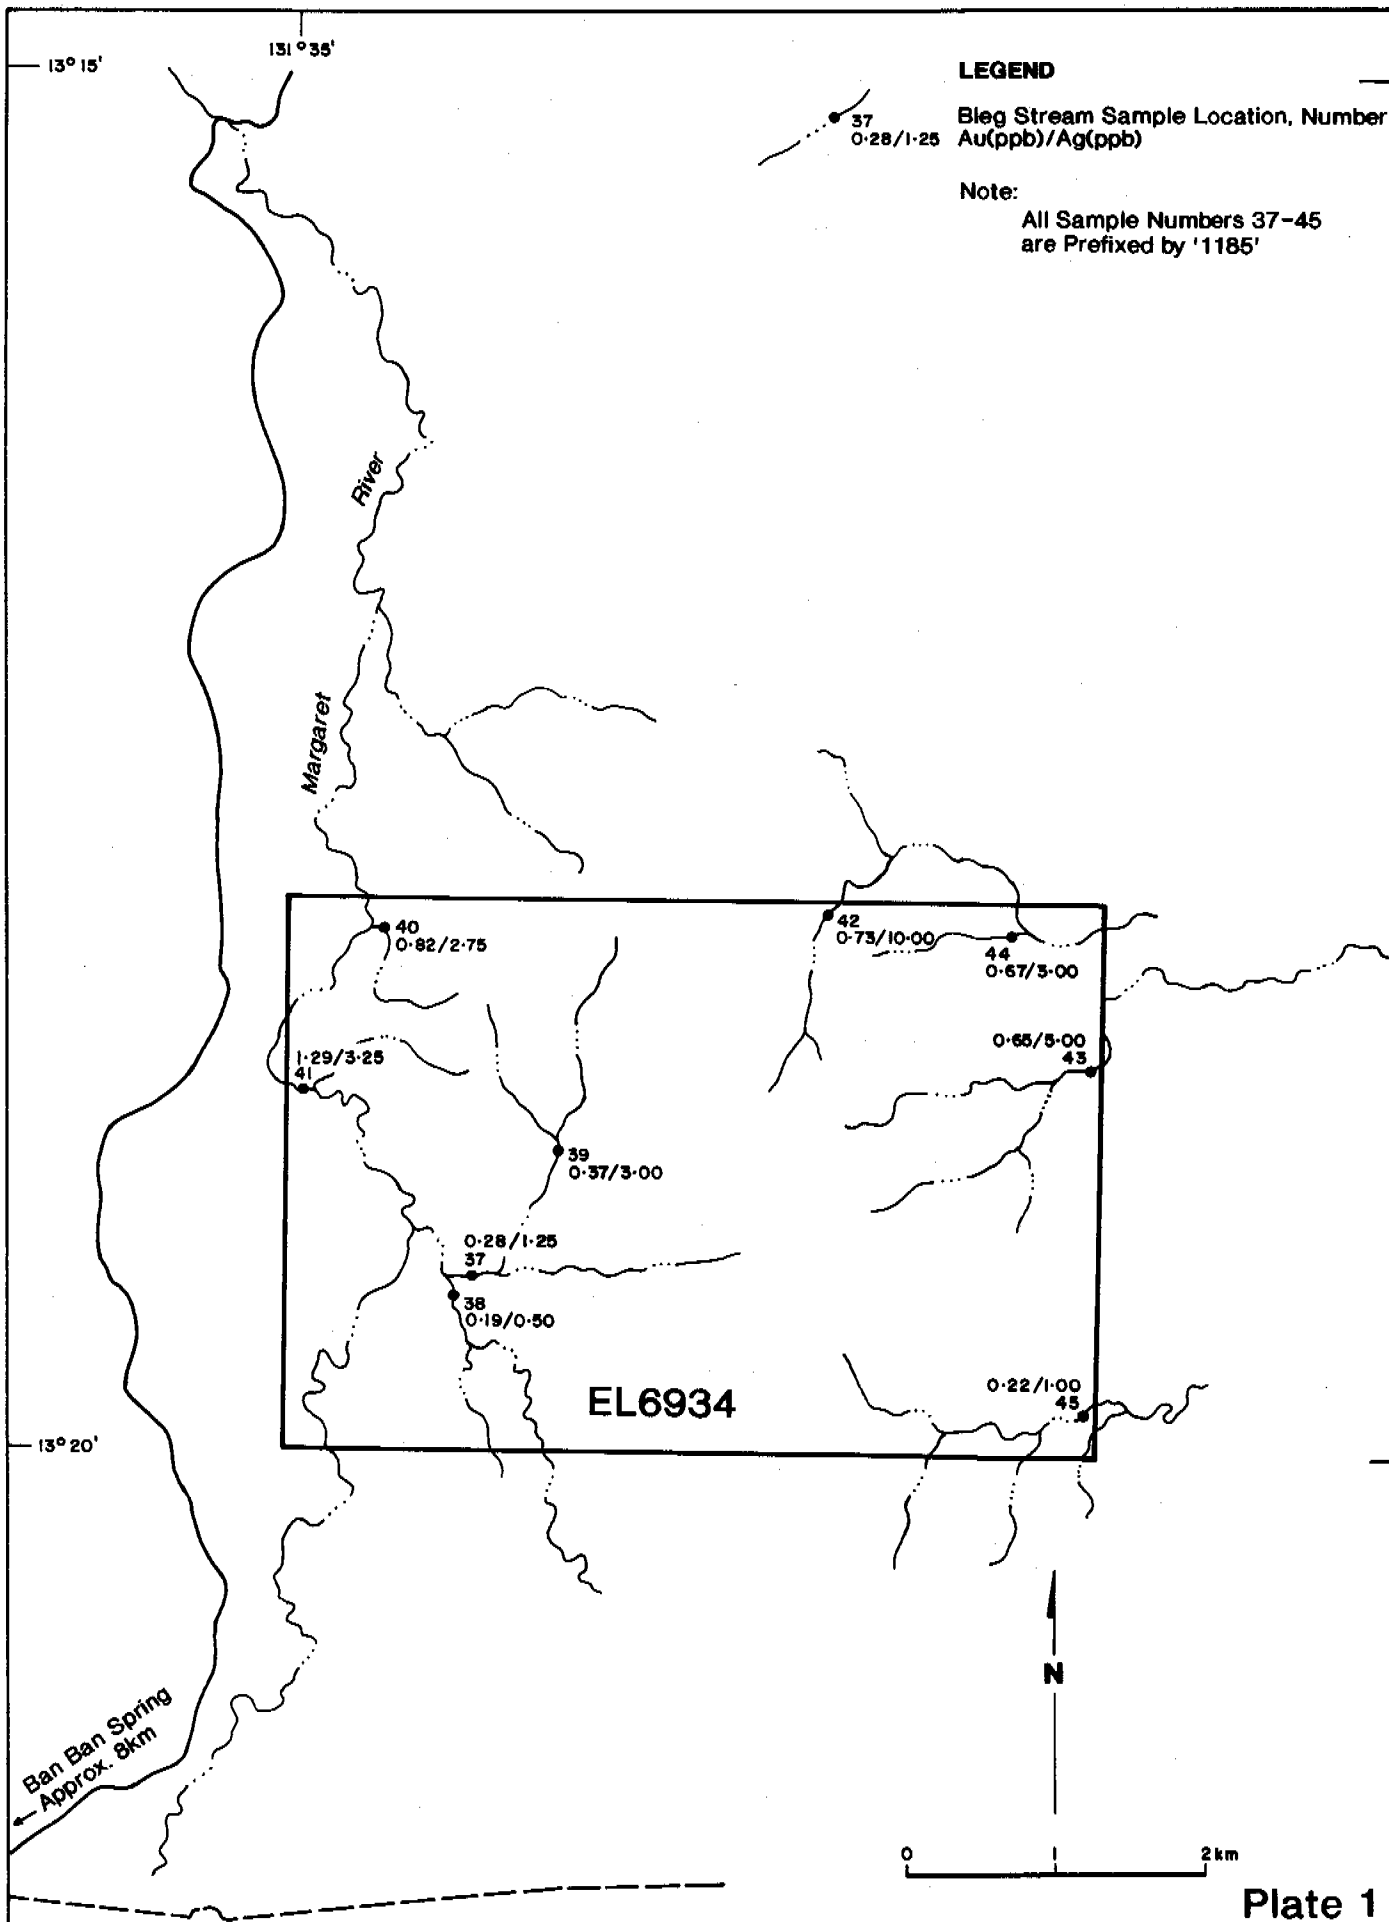 131°35'
13°15'
LEGEND
37
0·28/1·25
Bleg Stream Sample Location, Number
Au(ppb)/Ag(ppb)
Note:
All Sample Numbers 37-45
are Prefixed by '1185'
River
Margaret
40
0·82/2·75
42
0·73/10·00
44
0·67/3·00
1·29/3·25
41
0·65/5·00
43
39
0·37/3·00
0·28/1·25
37
38
0·19/0·50
EL6934
0·22/1·00
45
13°20'
N
Ban Ban Spring
Approx. 8km
0 1 2km
Plate 1